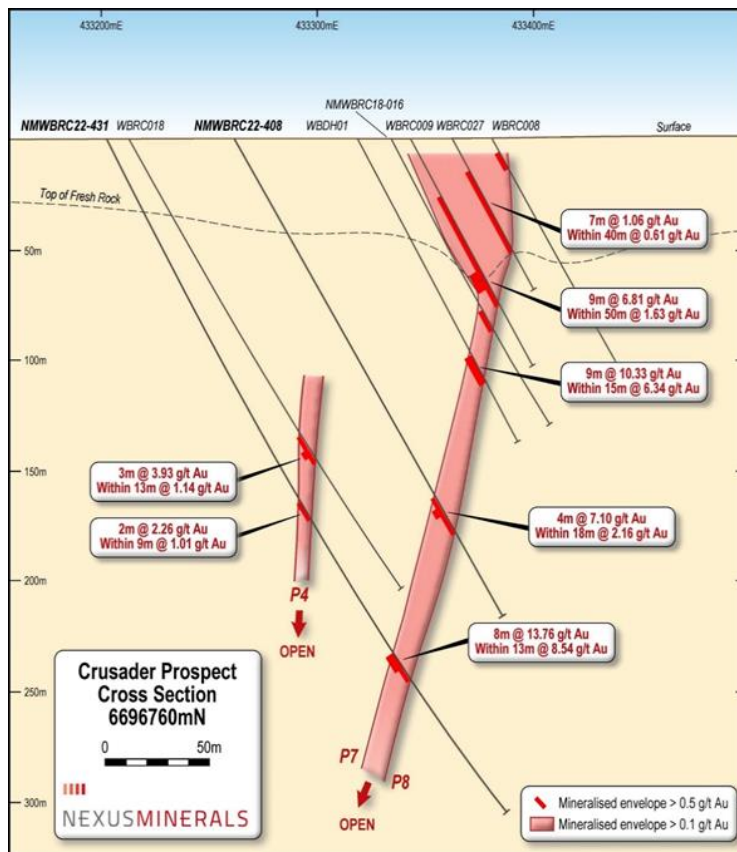 433200mE
433300mE
433400mE
NMWBRC18-016
NMWBRC22-431 WBRC018 NMWBRC22-408 WBDH01 WBRC009 WBRC027 WBRC008 Surface
Top of Fresh Rock
50m
100m
150m
200m
250m
300m
7m @ 1.06 g/t Au
Within 40m @ 0.61 g/t Au
9m @ 6.81 g/t Au
Within 50m @ 1.63 g/t Au
9m @ 10.33 g/t Au
Within 15m @ 6.34 g/t Au
3m @ 3.93 g/t Au
Within 13m @ 1.14 g/t Au
2m @ 2.26 g/t Au
Within 9m @ 1.01 g/t Au
4m @ 7.10 g/t Au
Within 18m @ 2.16 g/t Au
8m @ 13.76 g/t Au
Within 13m @ 8.54 g/t Au
P4
OPEN
P7
P8
OPEN
Crusader Prospect
Cross Section
6696760mN
0 50m
NEXUSMINERALS
Mineralised envelope > 0.5 g/t Au
Mineralised envelope > 0.1 g/t Au